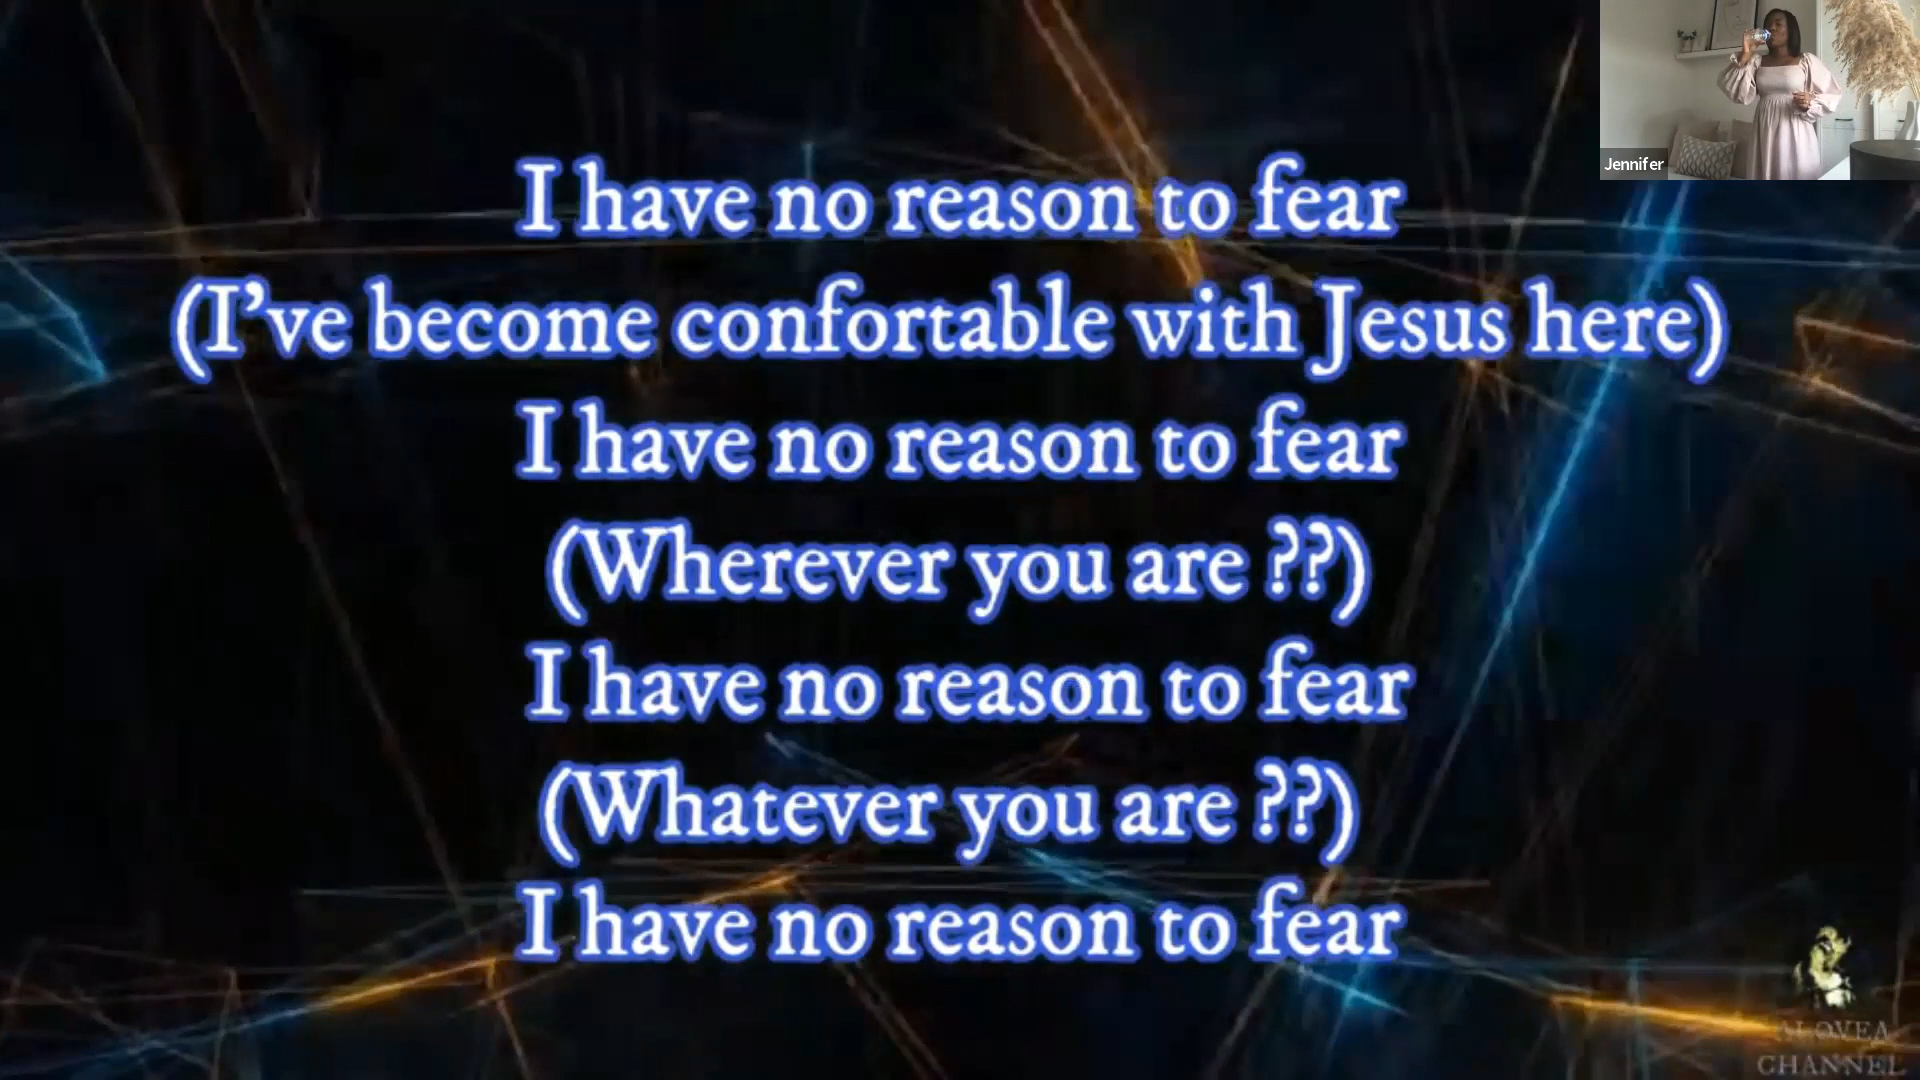 Jennifer
I have no reason to fear
(I've become confortable with Jesus here)
I have no reason to fear
(Wherever you are ??)
I have no reason to fear
(Whatever you are ??)
I have no reason to fear
ALOVEA
CHANNEL